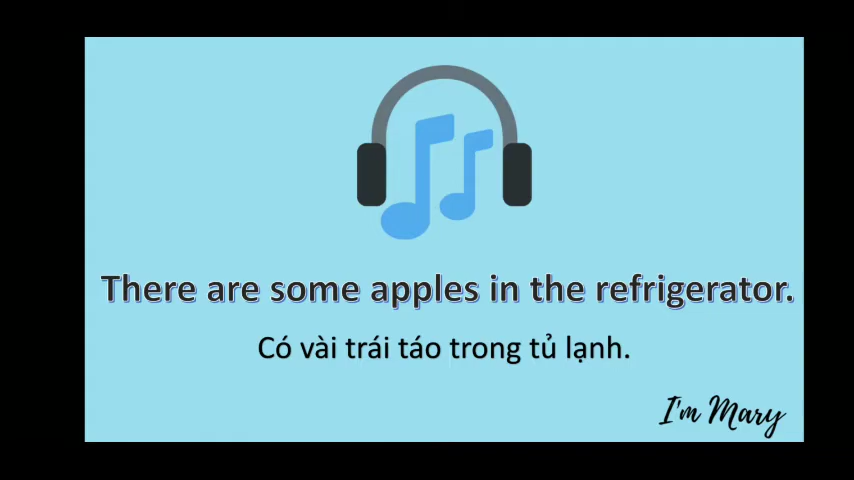 There are some apples in the refrigerator.
Có vài trái táo trong tủ lạnh.
I'm Mary